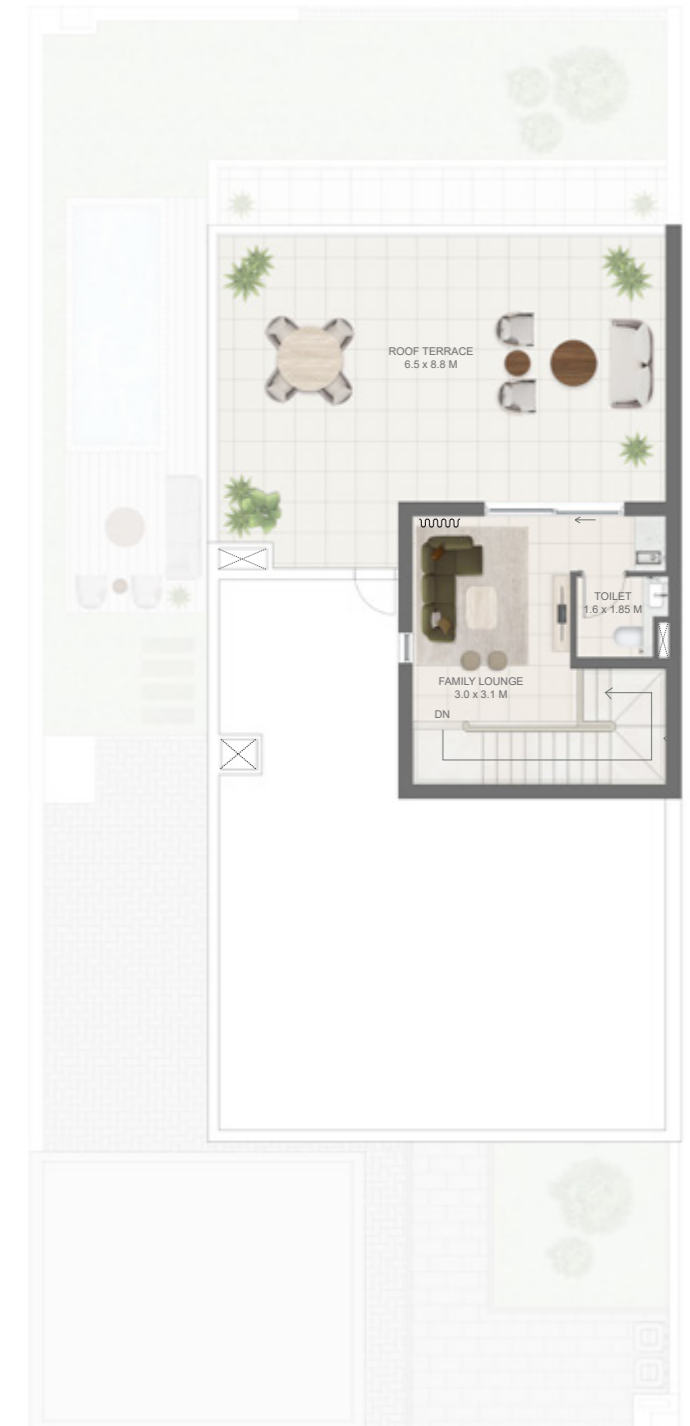 ROOF TERRACE
6.5 x 8.8 M
TOILET
1.6 x 1.85 M
FAMILY LOUNGE
3.0 x 3.1 M
DN